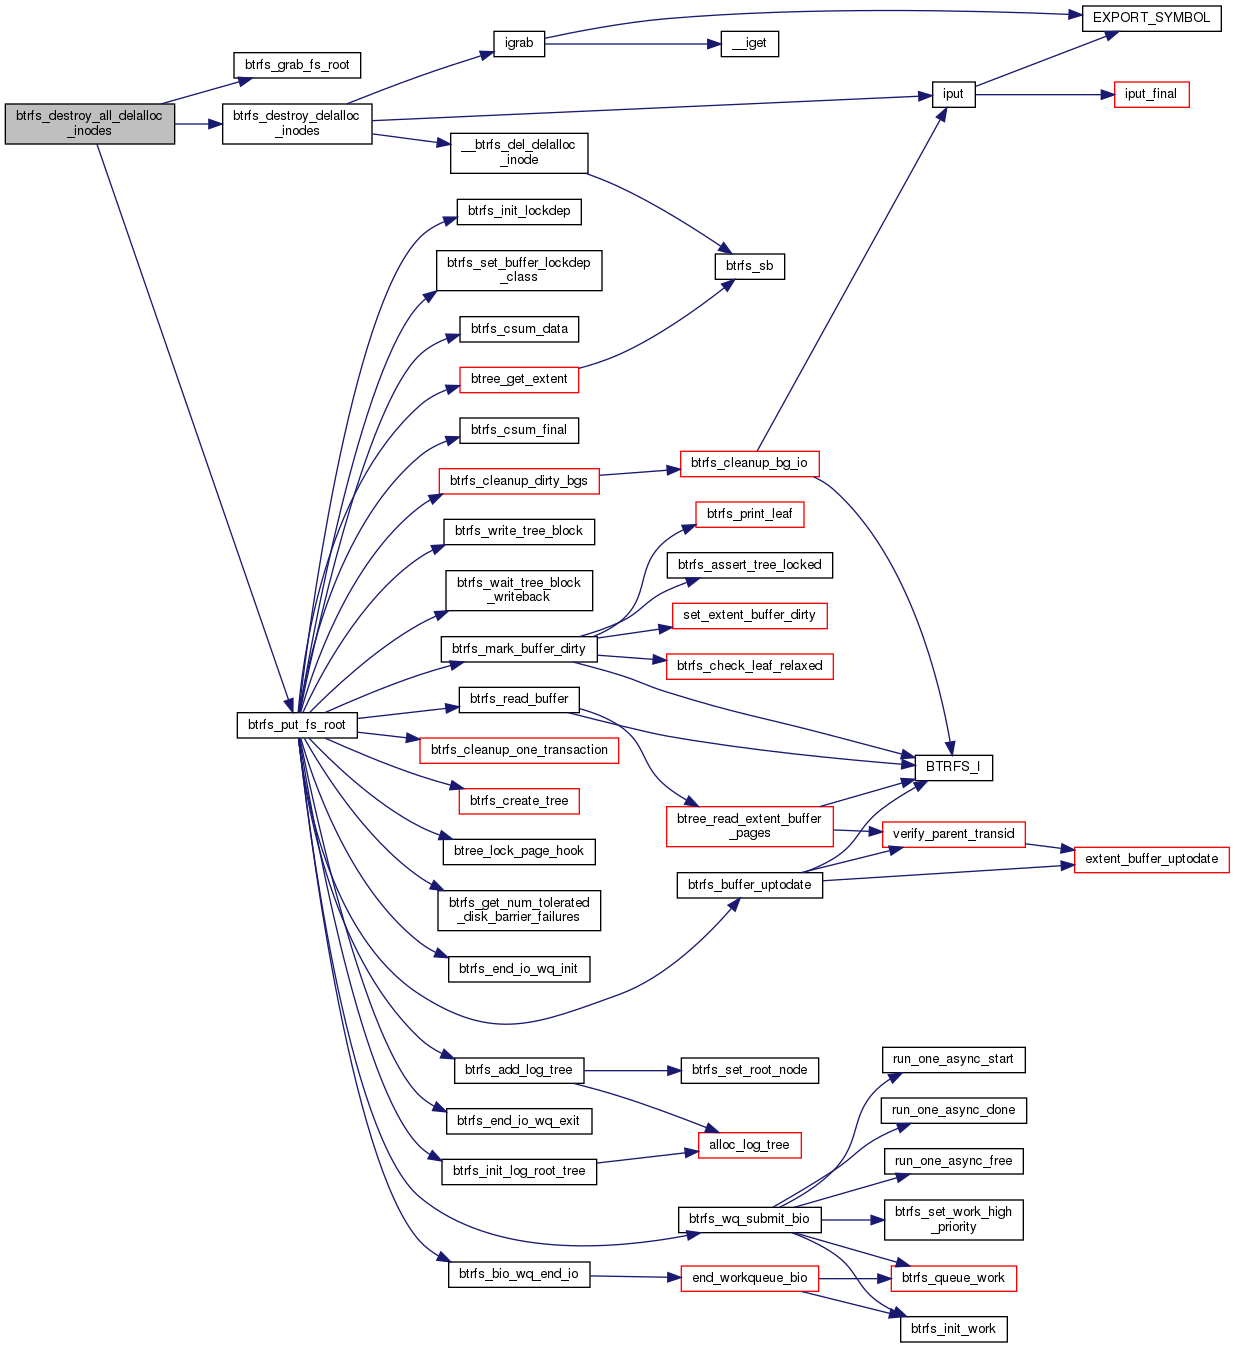 EXPORT_SYMBOL
igrab
__iget
btrfs_grab_fs_root
iput
iput_final
btrfs_destroy_all_delalloc
_inodes
btrfs_destroy_delalloc
_inodes
__btrfs_del_delalloc
_inode
btrfs_init_lockdep
btrfs_set_buffer_lockdep
_class
btrfs_sb
btrfs_csum_data
btree_get_extent
btrfs_csum_final
btrfs_cleanup_bg_io
btrfs_cleanup_dirty_bgs
btrfs_print_leaf
btrfs_write_tree_block
btrfs_assert_tree_locked
btrfs_wait_tree_block
_writeback
set_extent_buffer_dirty
btrfs_mark_buffer_dirty
btrfs_check_leaf_relaxed
btrfs_read_buffer
btrfs_put_fs_root
btrfs_cleanup_one_transaction
BTRFS_I
btrfs_create_tree
btree_read_extent_buffer
_pages
verify_parent_transid
btree_lock_page_hook
extent_buffer_uptodate
btrfs_buffer_uptodate
btrfs_get_num_tolerated
_disk_barrier_failures
btrfs_end_io_wq_init
run_one_async_start
btrfs_add_log_tree
btrfs_set_root_node
run_one_async_done
btrfs_end_io_wq_exit
alloc_log_tree
run_one_async_free
btrfs_init_log_root_tree
btrfs_wq_submit_bio
btrfs_set_work_high
_priority
btrfs_bio_wq_end_io
end_workqueue_bio
btrfs_queue_work
btrfs_init_work